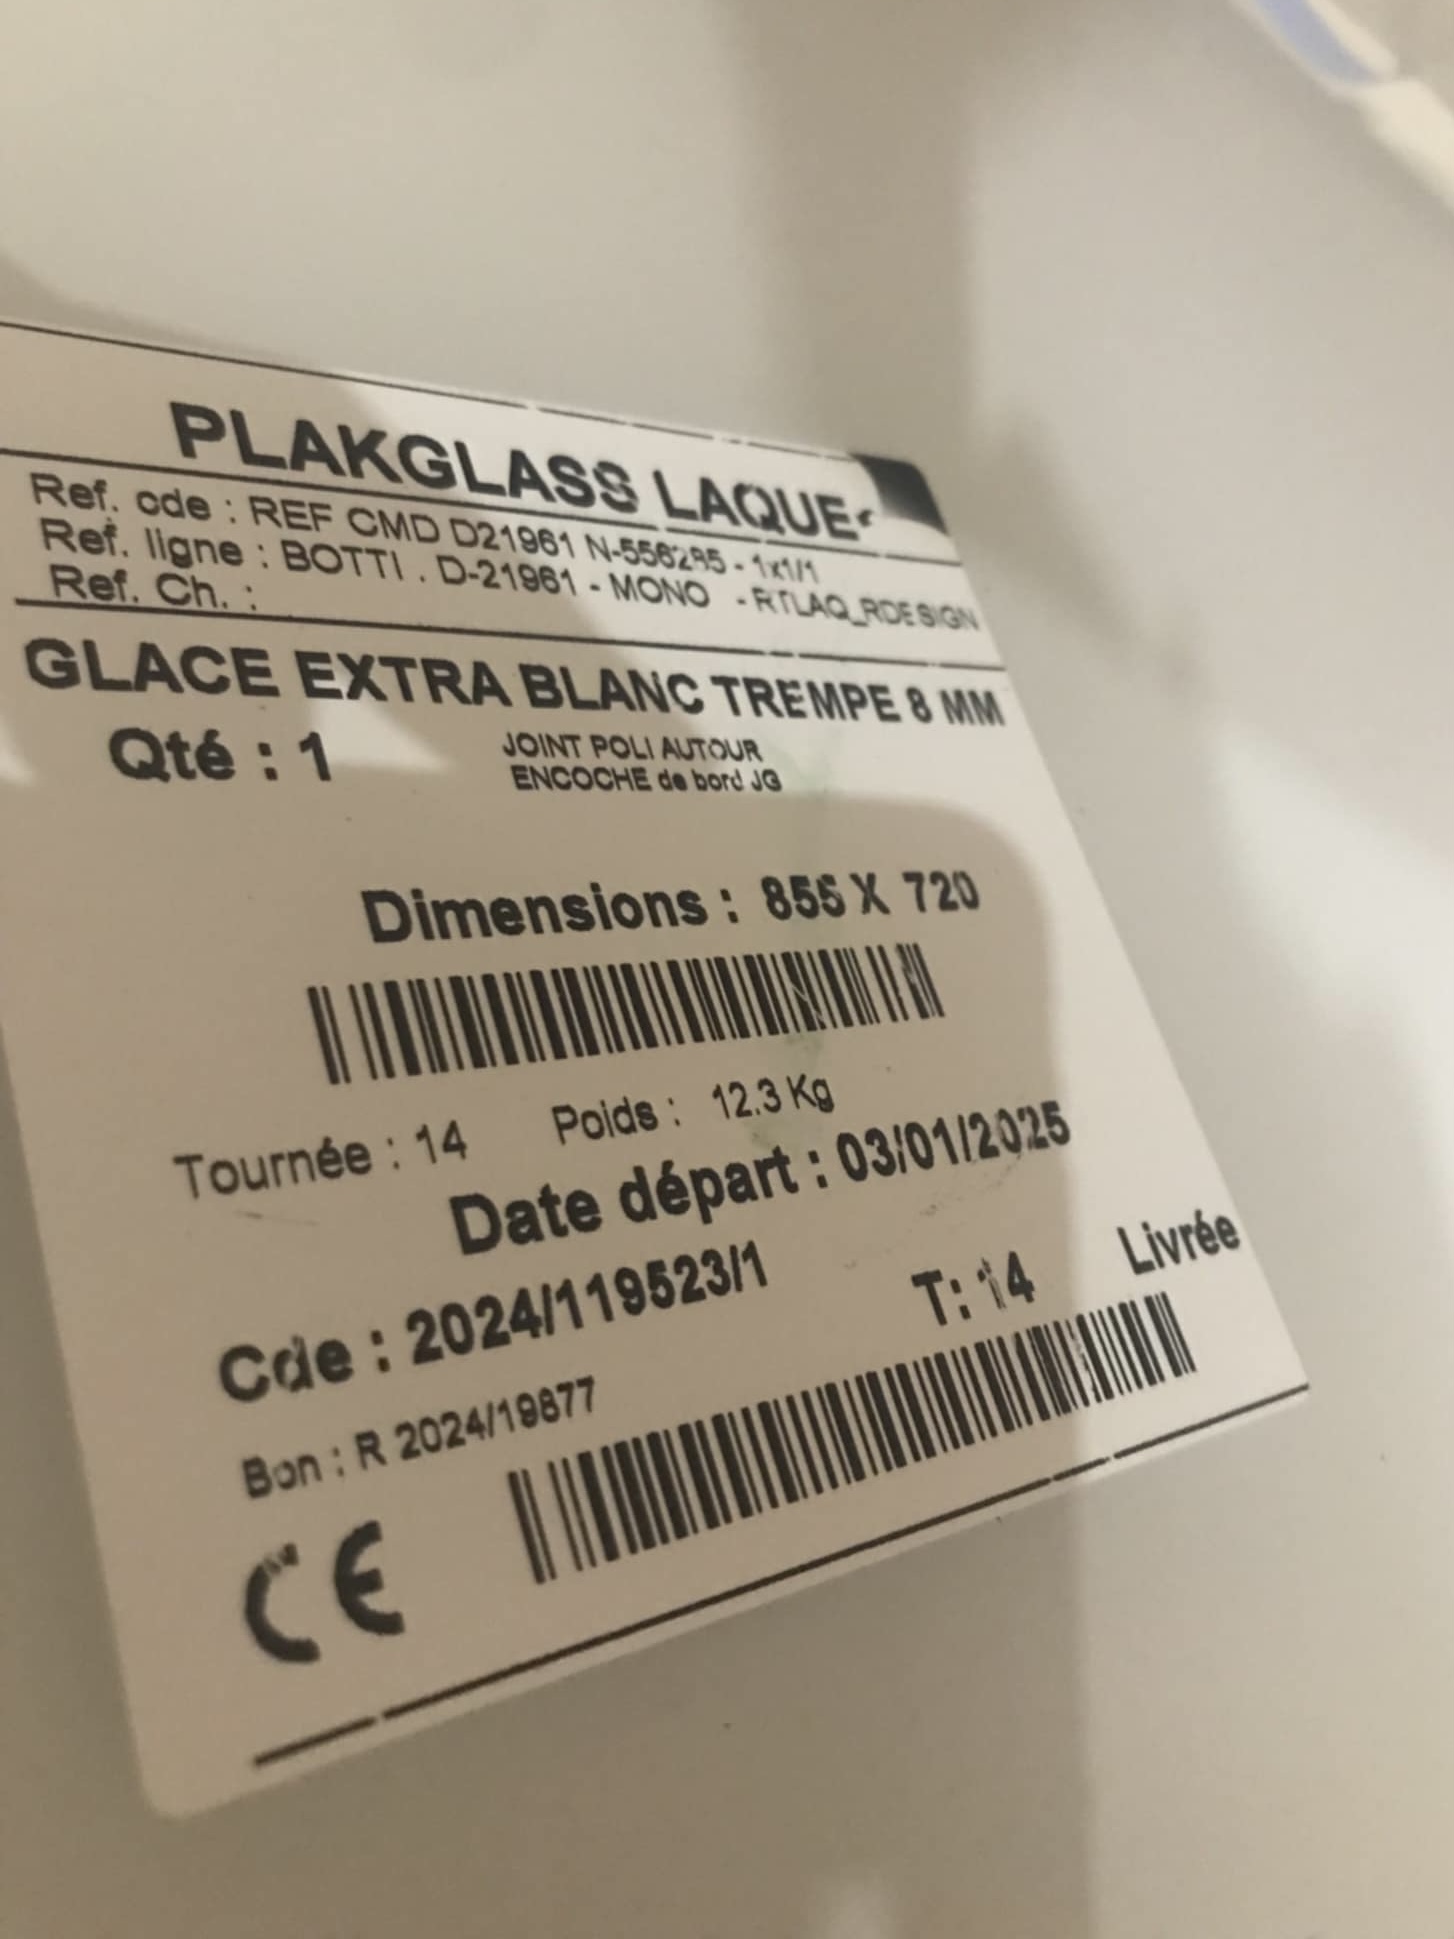 PLAKGLASS LAQUE
Ref. cde : REF CMD D21961 N-556285 - 1x1/1
Ref. ligne : BOTTI . D-21961 - MONO - RTLAQ_RDESIGN
Ref. Ch. :
GLACE EXTRA BLANC TREMPE 8 MM
Qté : 1
JOINT POLI AUTOUR
ENCOCHE de bord JG
Dimensions : 855 X 720
Tournée : 14 Poids : 12.3 Kg
Date départ : 03/01/2025
Cde : 2024/119523/1 T: 14 Livrée
Bon : R 2024/19877
CE